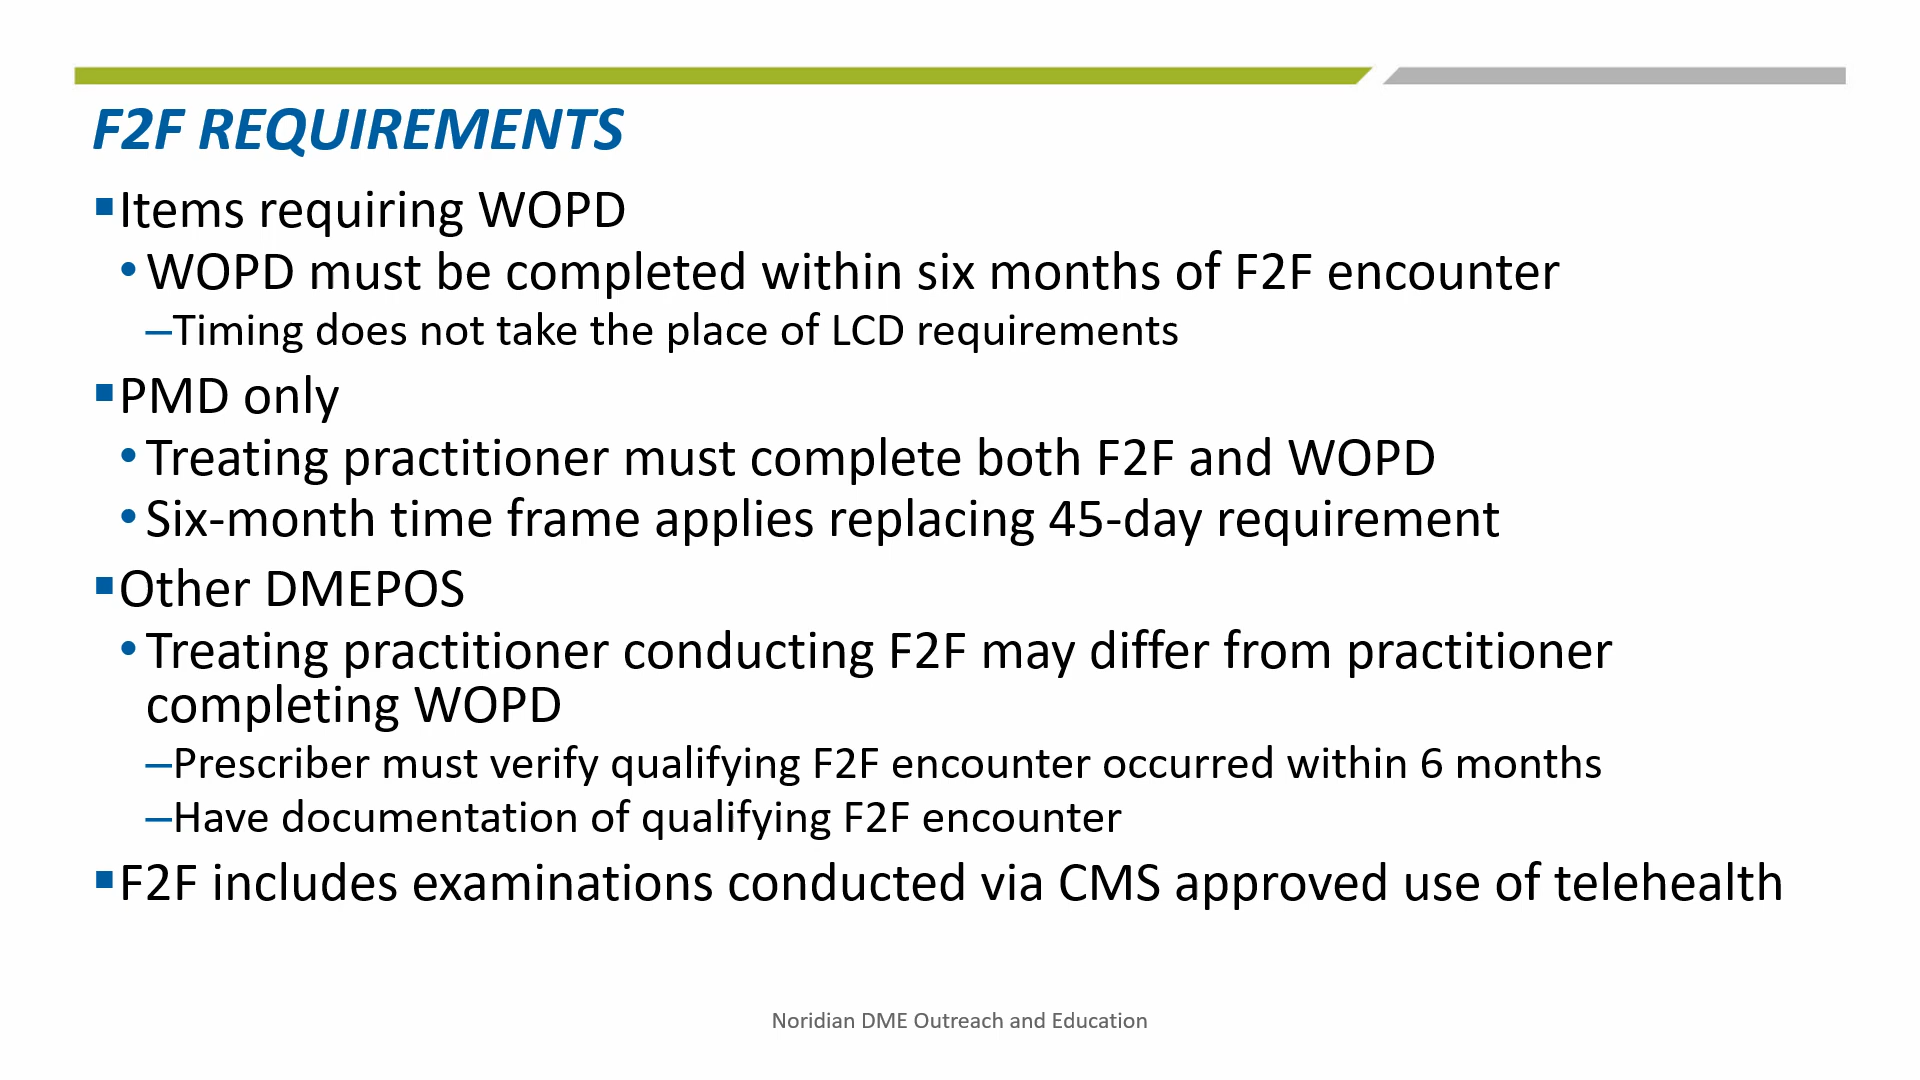 F2F REQUIREMENTS
▪Items requiring WOPD
•WOPD must be completed within six months of F2F encounter
–Timing does not take the place of LCD requirements
▪PMD only
•Treating practitioner must complete both F2F and WOPD
•Six-month time frame applies replacing 45-day requirement
▪Other DMEPOS
•Treating practitioner conducting F2F may differ from practitioner
completing WOPD
–Prescriber must verify qualifying F2F encounter occurred within 6 months
–Have documentation of qualifying F2F encounter
▪F2F includes examinations conducted via CMS approved use of telehealth
Noridian DME Outreach and Education